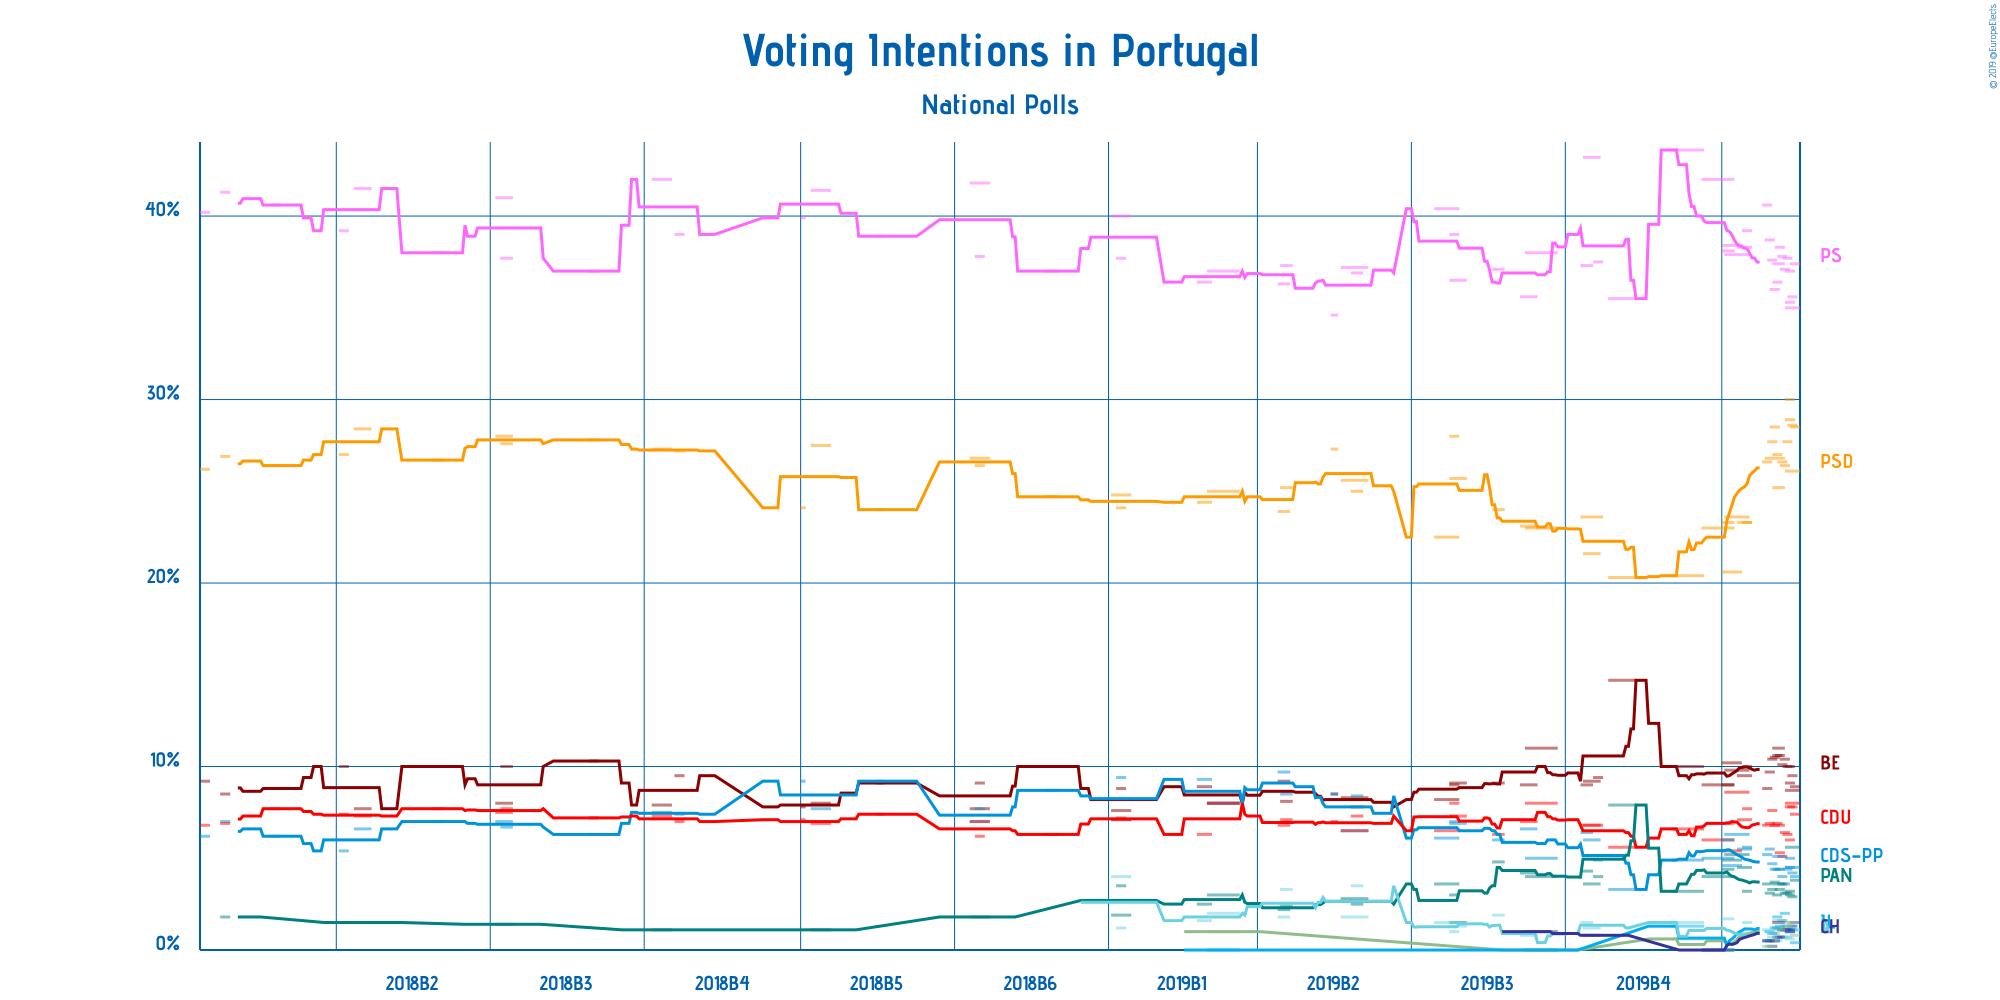 © 2019 @EuropeElects
Voting Intentions in Portugal
National Polls
40%
30%
20%
10%
0%
PS
PSD
BE
CDU
CDS-PP
PAN
CH
2018B2 2018B3 2018B4 2018B5 2018B6 2019B1 2019B2 2019B3 2019B4